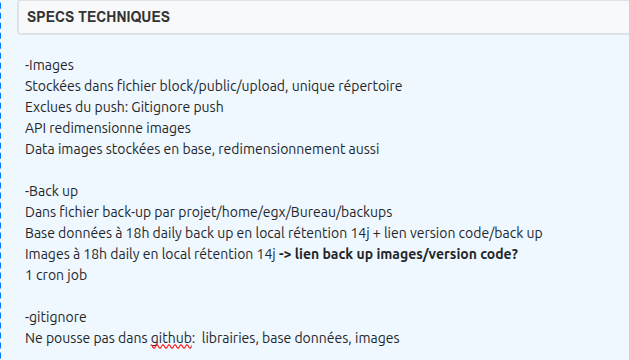 SPECS TECHNIQUES
-Images
Stockées dans fichier block/public/upload, unique répertoire
Exclues du push: Gitignore push
API redimensionne images
Data images stockées en base, redimensionnement aussi
-Back up
Dans fichier back-up par projet/home/egx/Bureau/backups
Base données à 18h daily back up en local rétention 14j + lien version code/back up
Images à 18h daily en local rétention 14j -> lien back up images/version code?
1 cron job
-gitignore
Ne pousse pas dans github: librairies, base données, images